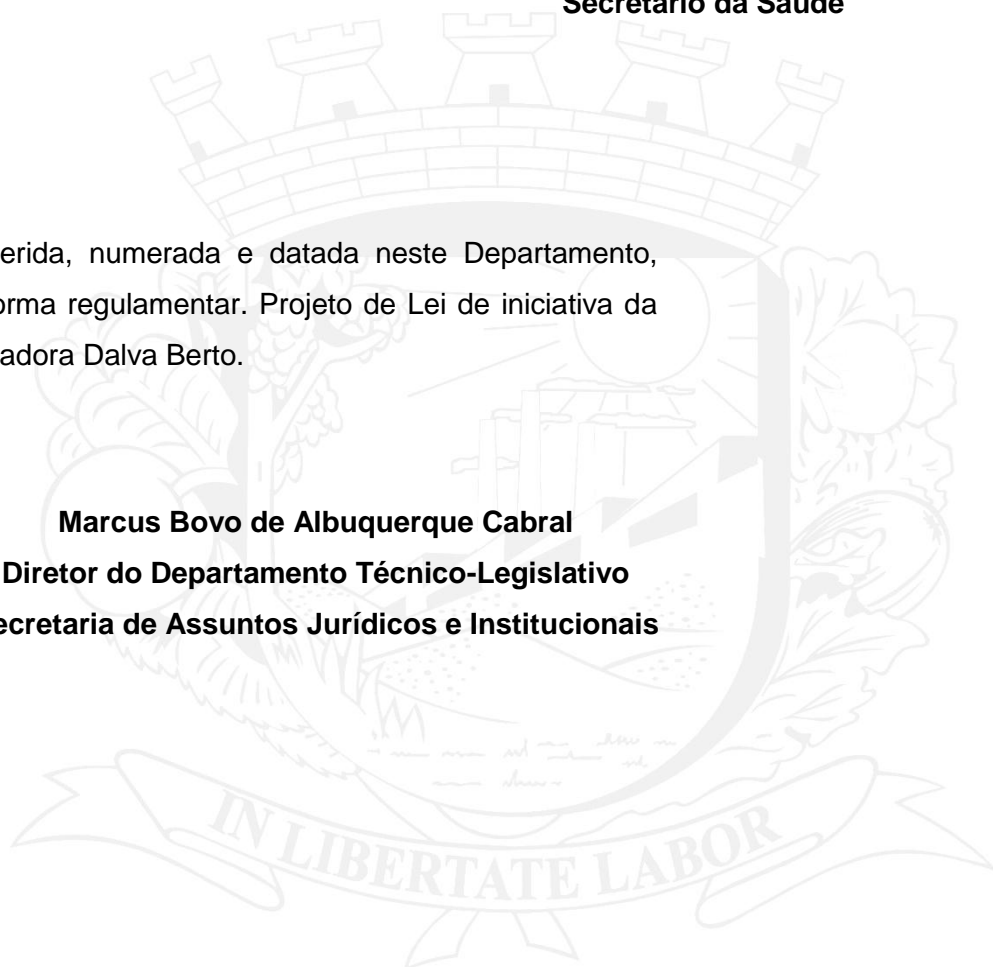 Secretário da Saúde
erida, numerada e datada neste Departamento,
orma regulamentar. Projeto de Lei de iniciativa da
adora Dalva Berto.
Marcus Bovo de Albuquerque Cabral
Diretor do Departamento Técnico-Legislativo
ecretaria de Assuntos Jurídicos e Institucionais
IN LIBERTATE LABOR